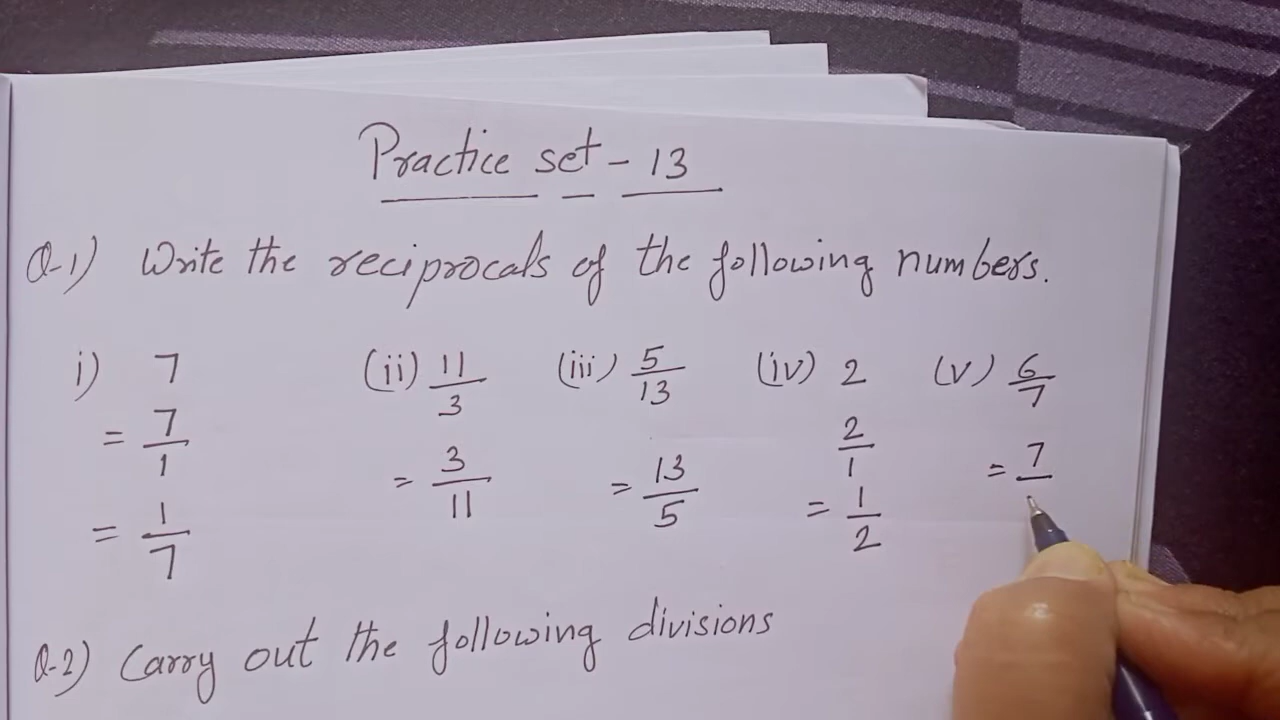 Practice set - 13
Q-1) Write the reciprocals of the following numbers.
i) 7 (ii) 11/3 (iii) 5/13 (iv) 2 (v) 6/7
= 7/1 = 3/11 = 13/5 2/1 = 7/
= 1/7 = 1/2
Q-2) Carry out the following divisions